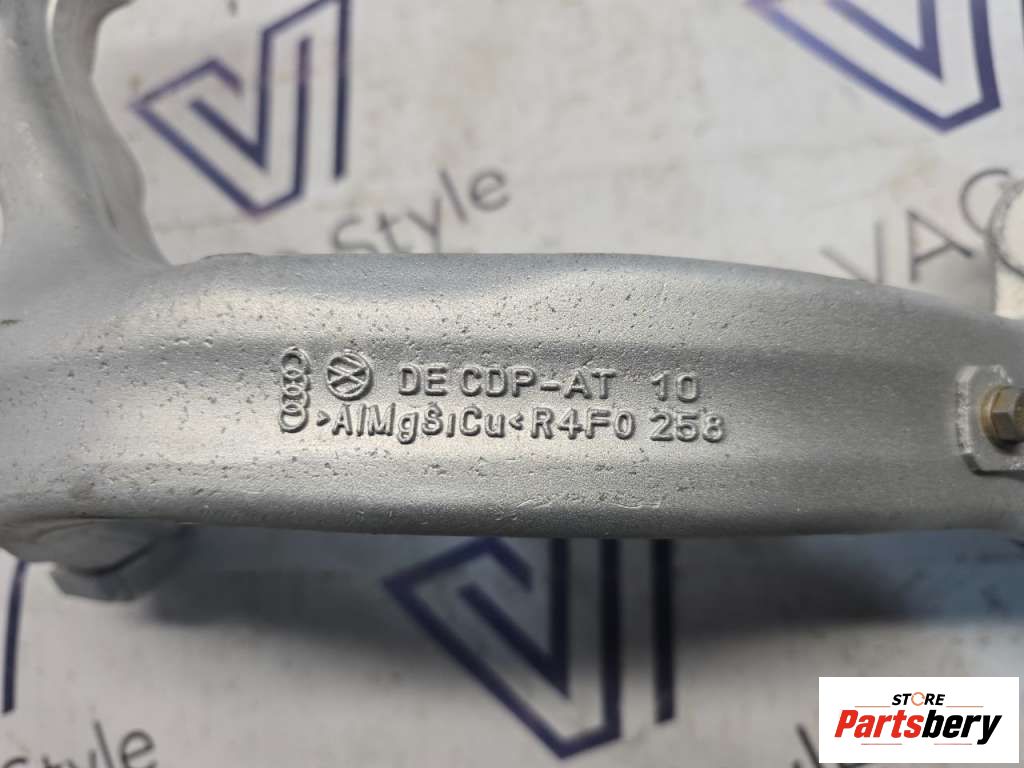 Style
VAG
DE CDP-AT 10
>AlMgSiCu< R4F0 258
Style
STORE
Partsbery